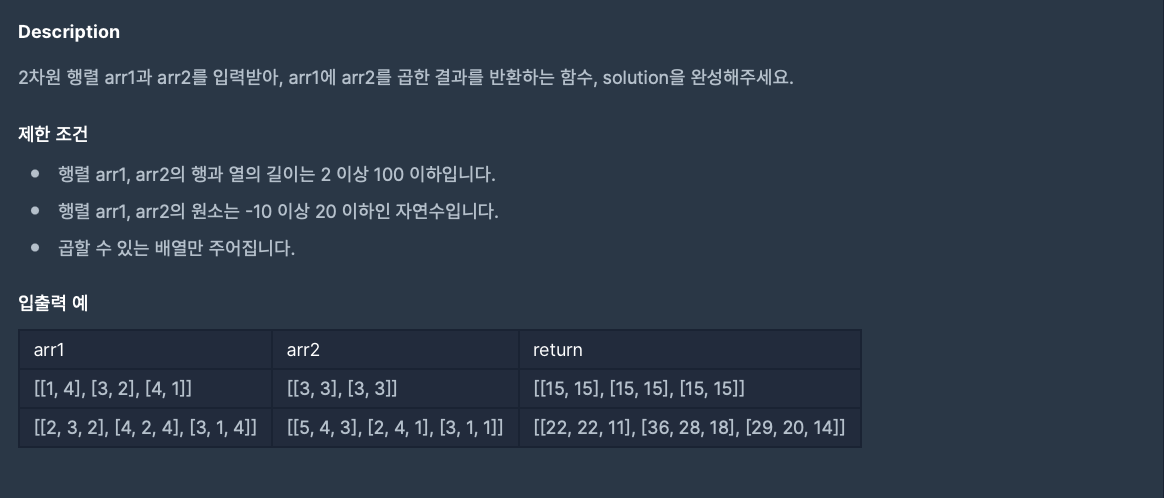 Description
2차원 행렬 arr1과 arr2를 입력받아, arr1에 arr2를 곱한 결과를 반환하는 함수, solution을 완성해주세요.
제한 조건
• 행렬 arr1, arr2의 행과 열의 길이는 2 이상 100 이하입니다.
• 행렬 arr1, arr2의 원소는 -10 이상 20 이하인 자연수입니다.
• 곱할 수 있는 배열만 주어집니다.
입출력 예
arr1 arr2 return
[[1, 4], [3, 2], [4, 1]] [[3, 3], [3, 3]] [[15, 15], [15, 15], [15, 15]]
[[2, 3, 2], [4, 2, 4], [3, 1, 4]] [[5, 4, 3], [2, 4, 1], [3, 1, 1]] [[22, 22, 11], [36, 28, 18], [29, 20, 14]]